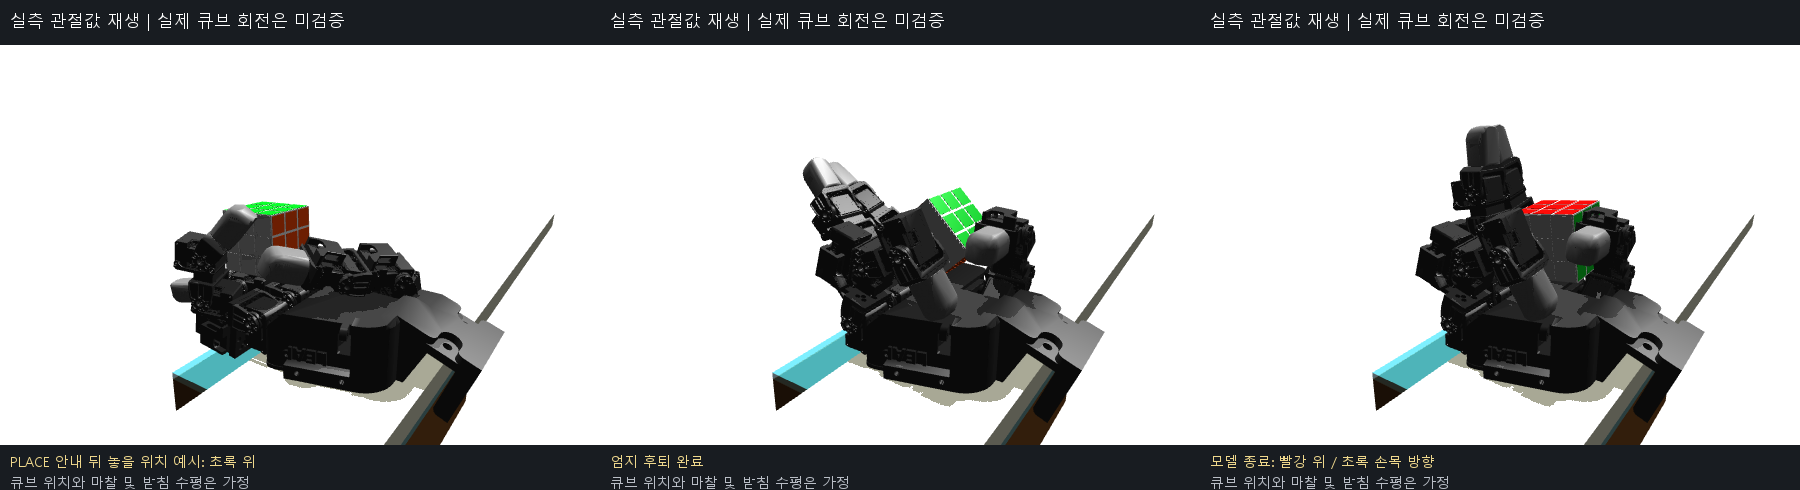 실측 관절값 재생 | 실제 큐브 회전은 미검증
실측 관절값 재생 | 실제 큐브 회전은 미검증
실측 관절값 재생 | 실제 큐브 회전은 미검증
PLACE 안내 뒤 놓을 위치 예시: 초록 위
큐브 위치와 마찰 및 받침 수평은 가정
엄지 후퇴 완료
큐브 위치와 마찰 및 받침 수평은 가정
모델 종료: 빨강 위 / 초록 손목 방향
큐브 위치와 마찰 및 받침 수평은 가정